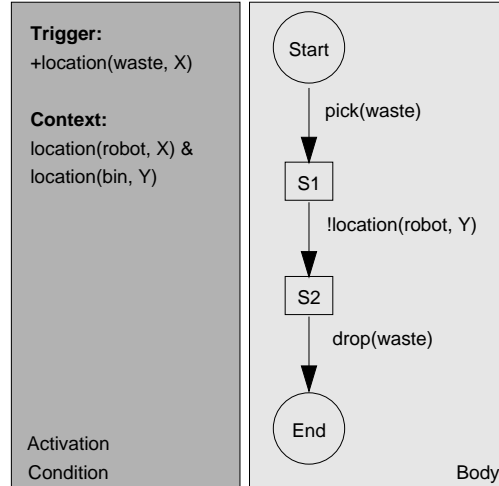 Trigger:
+location(waste, X)
Context:
location(robot, X) &
location(bin, Y)
Activation
Condition
Start
pick(waste)
S1
!location(robot, Y)
S2
drop(waste)
End
Body